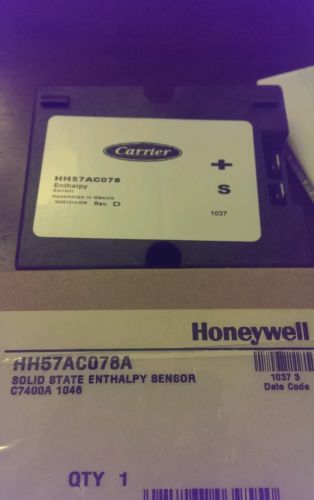 Carrier
HH57AC078
Enthalpy
Sensor
Assembled in Mexico
Rev. D
+
S
1037
Honeywell
HH57AC078A
SOLID STATE ENTHALPY SENSOR
C7400A 1046
1037 3
Date Code
QTY 1